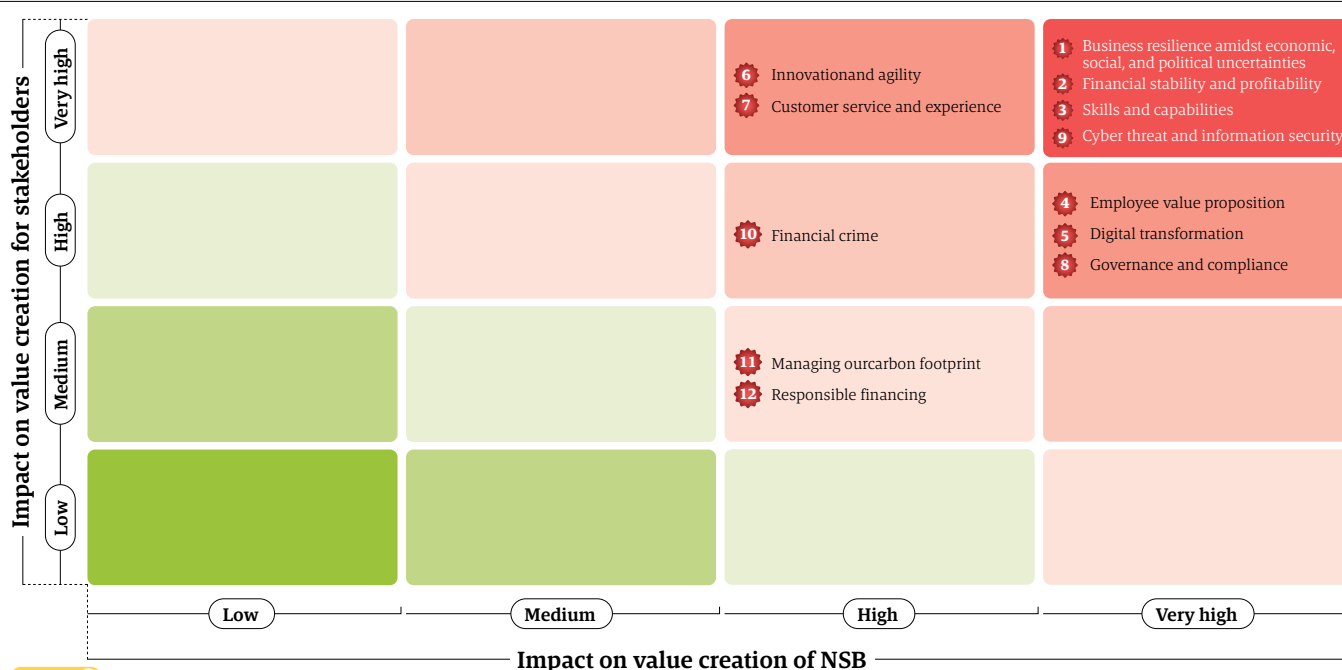 Impact on value creation for stakeholders
Very high
6 Innovationand agility
7 Customer service and experience
1 Business resilience amidst economic,
social, and political uncertainties
2 Financial stability and profitability
3 Skills and capabilities
9 Cyber threat and information security
High
10 Financial crime
4 Employee value proposition
5 Digital transformation
8 Governance and compliance
Medium
11 Managing ourcarbon footprint
12 Responsible financing
Low
Low
Medium
High
Very high
Impact on value creation of NSB